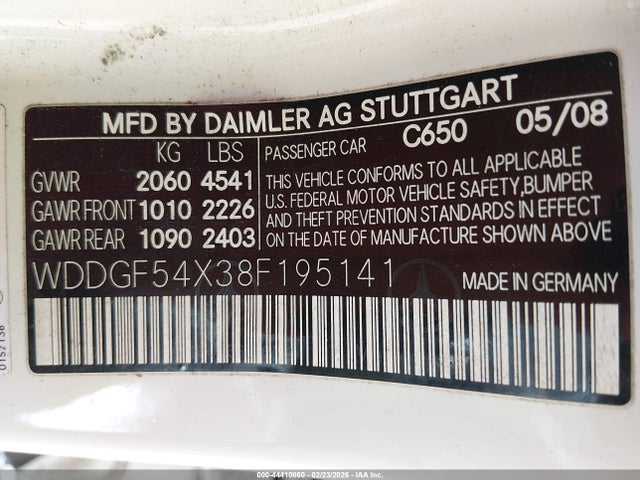 MFD BY DAIMLER AG STUTTGART
C650 05/08
KG LBS
GVWR 2060 4541
GAWR FRONT 1010 2226
GAWR REAR 1090 2403
PASSENGER CAR
THIS VEHICLE CONFORMS TO ALL APPLICABLE
U.S. FEDERAL MOTOR VEHICLE SAFETY,BUMPER
AND THEFT PREVENTION STANDARDS IN EFFECT
ON THE DATE OF MANUFACTURE SHOWN ABOVE
WDDGF54X38F195141
MADE IN GERMANY
0152136
000-44410860 - 02/23/2026 - IAAI Inc.